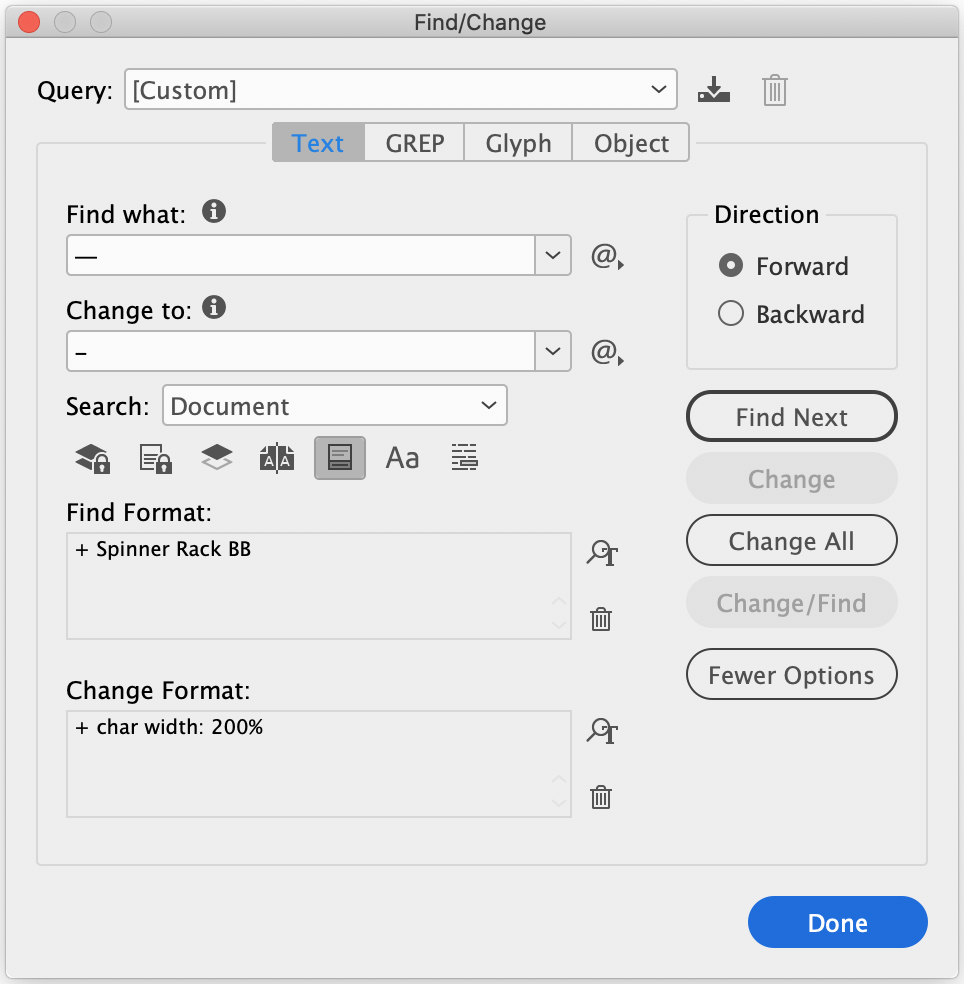 Find/Change
Query: [Custom]
Text GREP Glyph Object
Find what:
—
@
Change to:
–
@
Search: Document
Aa
Find Format:
+ Spinner Rack BB
Change Format:
+ char width: 200%
Direction
Forward
Backward
Find Next
Change
Change All
Change/Find
Fewer Options
Done